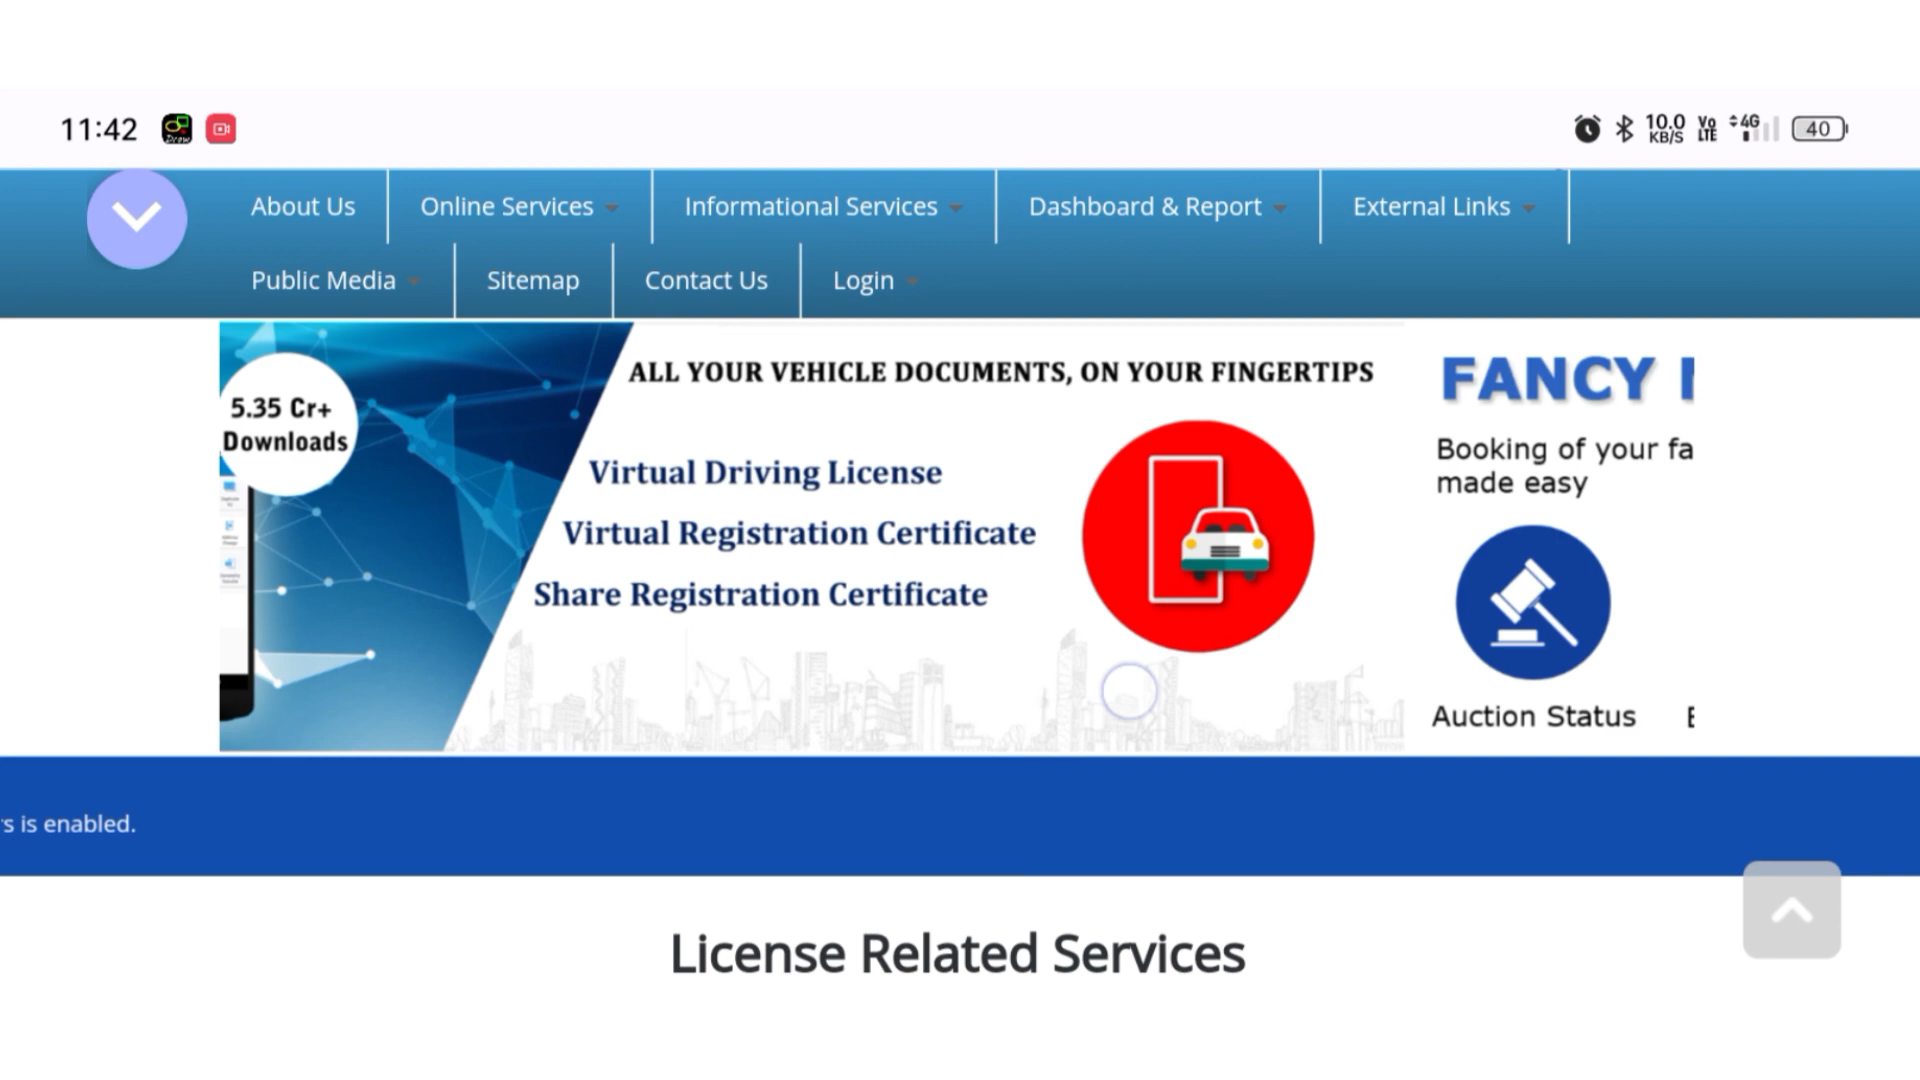 11:42
10.0
KB/S
Vo
LTE
4G
40
About Us
Online Services
Informational Services
Dashboard & Report
External Links
Public Media
Sitemap
Contact Us
Login
5.35 Cr+
Downloads
ALL YOUR VEHICLE DOCUMENTS, ON YOUR FINGERTIPS
Virtual Driving License
Virtual Registration Certificate
Share Registration Certificate
FANCY
Booking of your fa
made easy
Auction Status
s is enabled.
License Related Services